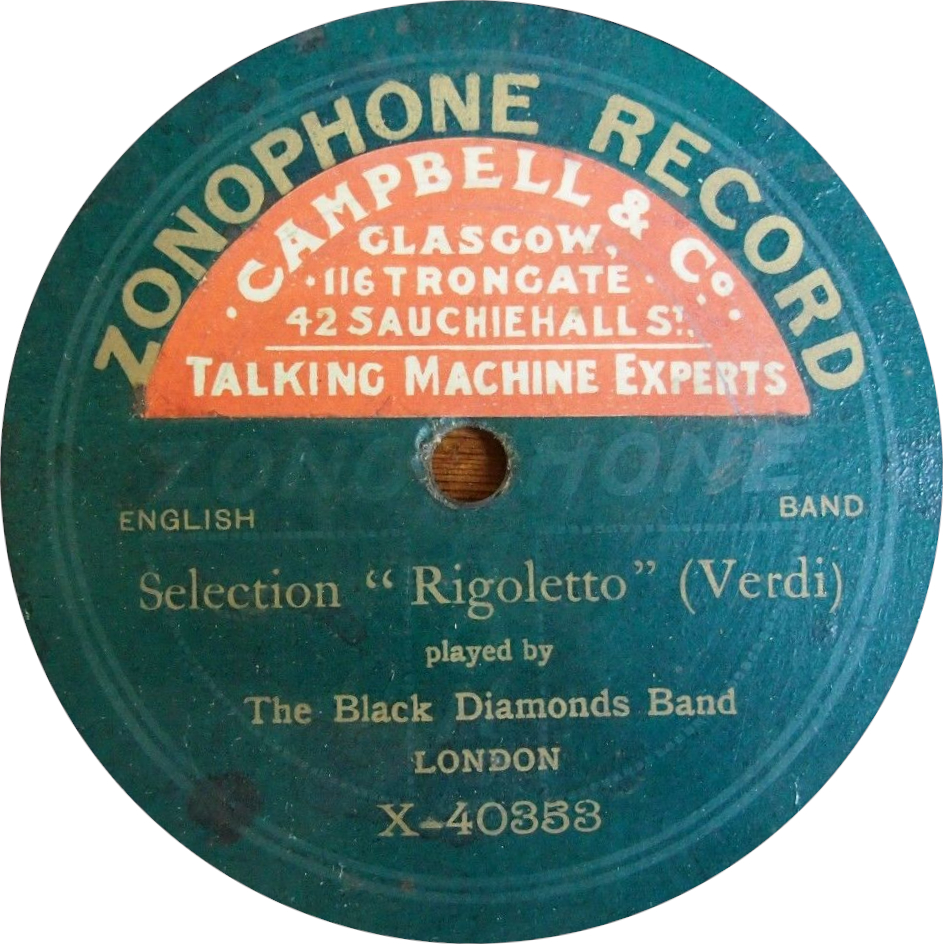 ZONOPHONE RECORD
· CAMPBELL & Co. ·
GLASGOW,
· 116 TRONGATE ·
42 SAUCHIEHALL ST.,
TALKING MACHINE EXPERTS
ZONOPHONE
ENGLISH BAND
Selection “ Rigoletto ” (Verdi)
played by
The Black Diamonds Band
LONDON
X-40353